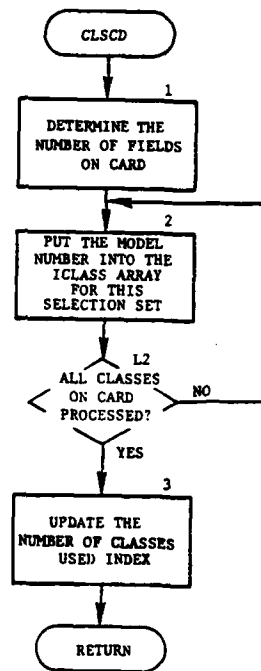 CLSCD
1
DETERMINE THE
NUMBER OF FIELDS
ON CARD
2
PUT THE MODEL
NUMBER INTO THE
ICLASS ARRAY
FOR THIS
SELECTION SET
L2
ALL CLASSES
ON CARD
PROCESSED?
NO
YES
3
UPDATE THE
NUMBER OF CLASSES
USED INDEX
RETURN